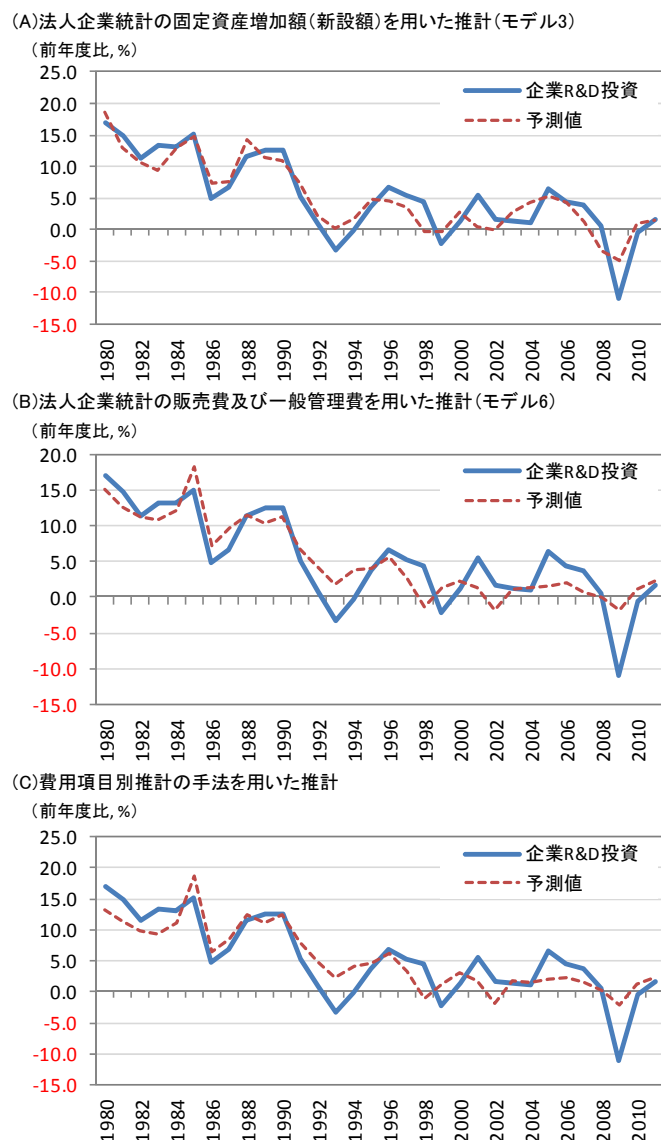 (A)法人企業統計の固定資産増加額(新設額)を用いた推計(モデル3)
(前年度比, %)
25.0
20.0
15.0
10.0
5.0
0.0
-5.0
-10.0
-15.0
企業R&D投資
予測値
1980 1982 1984 1986 1988 1990 1992 1994 1996 1998 2000 2002 2004 2006 2008 2010
(B)法人企業統計の販売費及び一般管理費を用いた推計(モデル6)
(前年度比, %)
20.0
15.0
10.0
5.0
0.0
-5.0
-10.0
-15.0
企業R&D投資
予測値
1980 1982 1984 1986 1988 1990 1992 1994 1996 1998 2000 2002 2004 2006 2008 2010
(C)費用項目別推計の手法を用いた推計
(前年度比, %)
25.0
20.0
15.0
10.0
5.0
0.0
-5.0
-10.0
-15.0
企業R&D投資
予測値
1980 1982 1984 1986 1988 1990 1992 1994 1996 1998 2000 2002 2004 2006 2008 2010